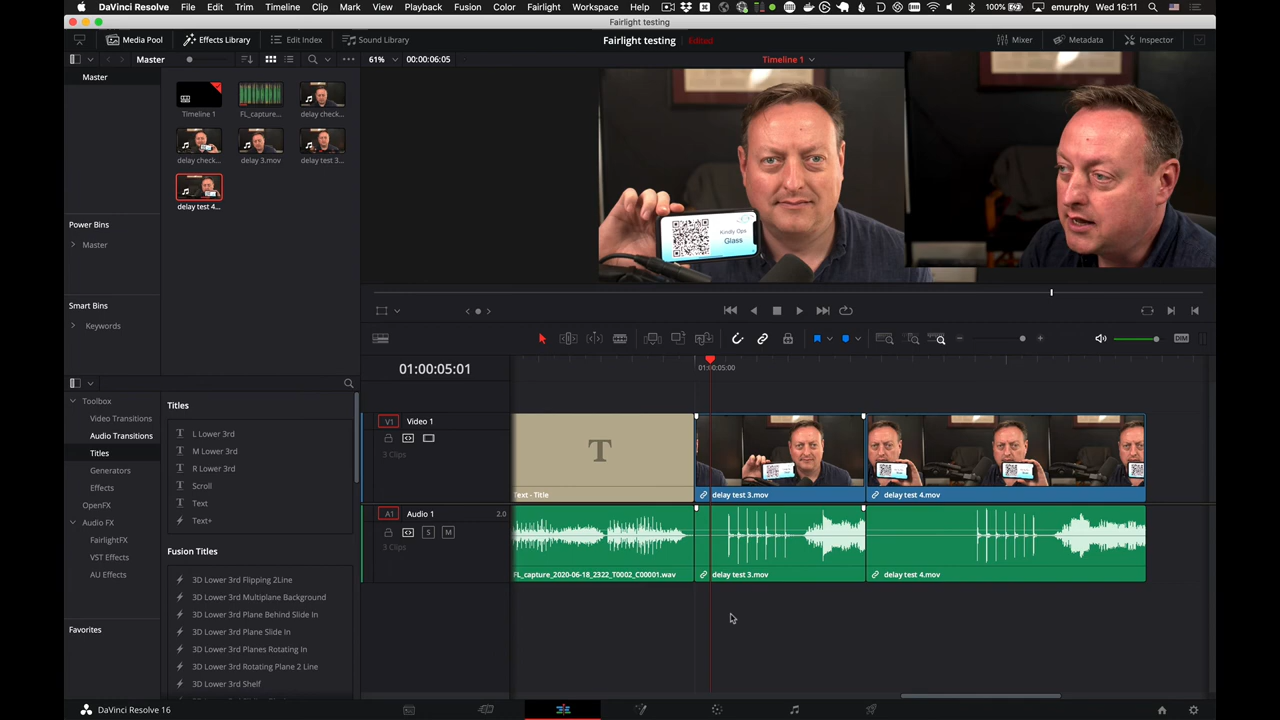 DaVinci Resolve File Edit Trim Timeline Clip Mark View Playback Fusion Color Fairlight Workspace Help 100% emurphy Wed 16:11
Fairlight testing
Media Pool Effects Library Edit Index Sound Library Fairlight testing Edited Mixer Metadata Inspector
Master 61% 00:00:06:05 Timeline 1
Master
Timeline 1 FL_capture... delay check...
delay check... delay 3.mov delay test 3...
delay test 4...
Kindly Ops
Glass
Power Bins
Master
Smart Bins
Keywords
DIM
01:00:05:01
01:00:05:00
Toolbox
Video Transitions
Audio Transitions
Titles
Generators
Effects
OpenFX
Audio FX
FairlightFX
VST Effects
AU Effects
Favorites
Titles
L Lower 3rd
M Lower 3rd
R Lower 3rd
Scroll
Text
Text+
Fusion Titles
3D Lower 3rd Flipping 2Line
3D Lower 3rd Multiplane Background
3D Lower 3rd Plane Behind Slide In
3D Lower 3rd Plane Slide In
3D Lower 3rd Planes Rotating In
3D Lower 3rd Rotating Plane 2 Line
3D Lower 3rd Shelf
V1 Video 1
3 Clips
T
Text - Title delay test 3.mov delay test 4.mov
A1 Audio 1 2.0
S M
3 Clips
FL_capture_2020-06-18_2322_T0002_C00001.wav delay test 3.mov delay test 4.mov
DaVinci Resolve 16